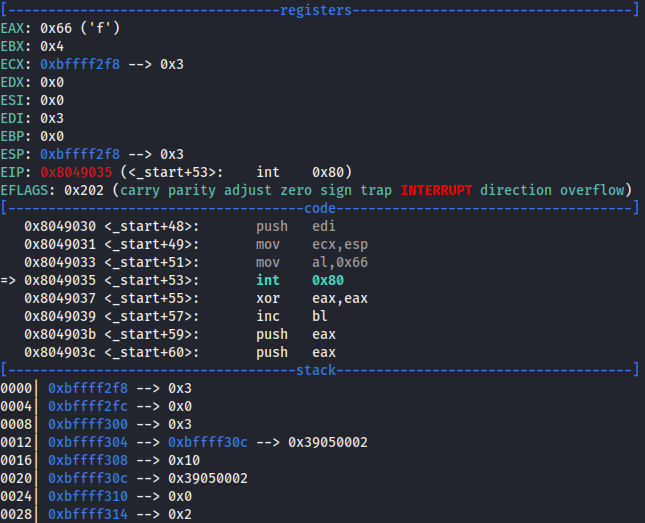 [----------------------------------registers-----------------------------------]
EAX: 0x66 ('f')
EBX: 0x4
ECX: 0xbffff2f8 --> 0x3
EDX: 0x0
ESI: 0x0
EDI: 0x3
EBP: 0x0
ESP: 0xbffff2f8 --> 0x3
EIP: 0x8049035 (<_start+53>: int 0x80)
EFLAGS: 0x202 (carry parity adjust zero sign trap INTERRUPT direction overflow)
[-------------------------------------code-------------------------------------]
0x8049030 <_start+48>: push edi
0x8049031 <_start+49>: mov ecx,esp
0x8049033 <_start+51>: mov al,0x66
=> 0x8049035 <_start+53>: int 0x80
0x8049037 <_start+55>: xor eax,eax
0x8049039 <_start+57>: inc bl
0x804903b <_start+59>: push eax
0x804903c <_start+60>: push eax
[------------------------------------stack-------------------------------------]
0000| 0xbffff2f8 --> 0x3
0004| 0xbffff2fc --> 0x0
0008| 0xbffff300 --> 0x3
0012| 0xbffff304 --> 0xbffff30c --> 0x39050002
0016| 0xbffff308 --> 0x10
0020| 0xbffff30c --> 0x39050002
0024| 0xbffff310 --> 0x0
0028| 0xbffff314 --> 0x2